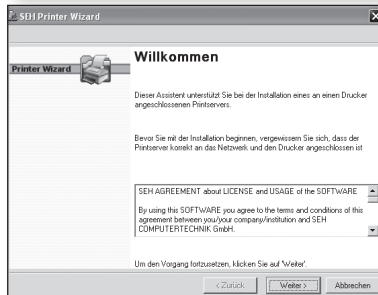 SEH Printer Wizard
Printer Wizard
Willkommen
Dieser Assistent unterstützt Sie bei der Installation eines an einen Drucker
angeschlossenen Printservers.
Bevor Sie mit der Installation beginnen, vergewissern Sie sich, dass der
Printserver korrekt an das Netzwerk und den Drucker angeschlossen ist
SEH AGREEMENT about LICENSE and USAGE of the SOFTWARE
By using this SOFTWARE you agree to the terms and conditions of this
agreement between you/your company/institution and SEH
COMPUTERTECHNIK GmbH.
Um den Vorgang fortzusetzen, klicken Sie auf 'Weiter'.
< Zurück
Weiter >
Abbrechen